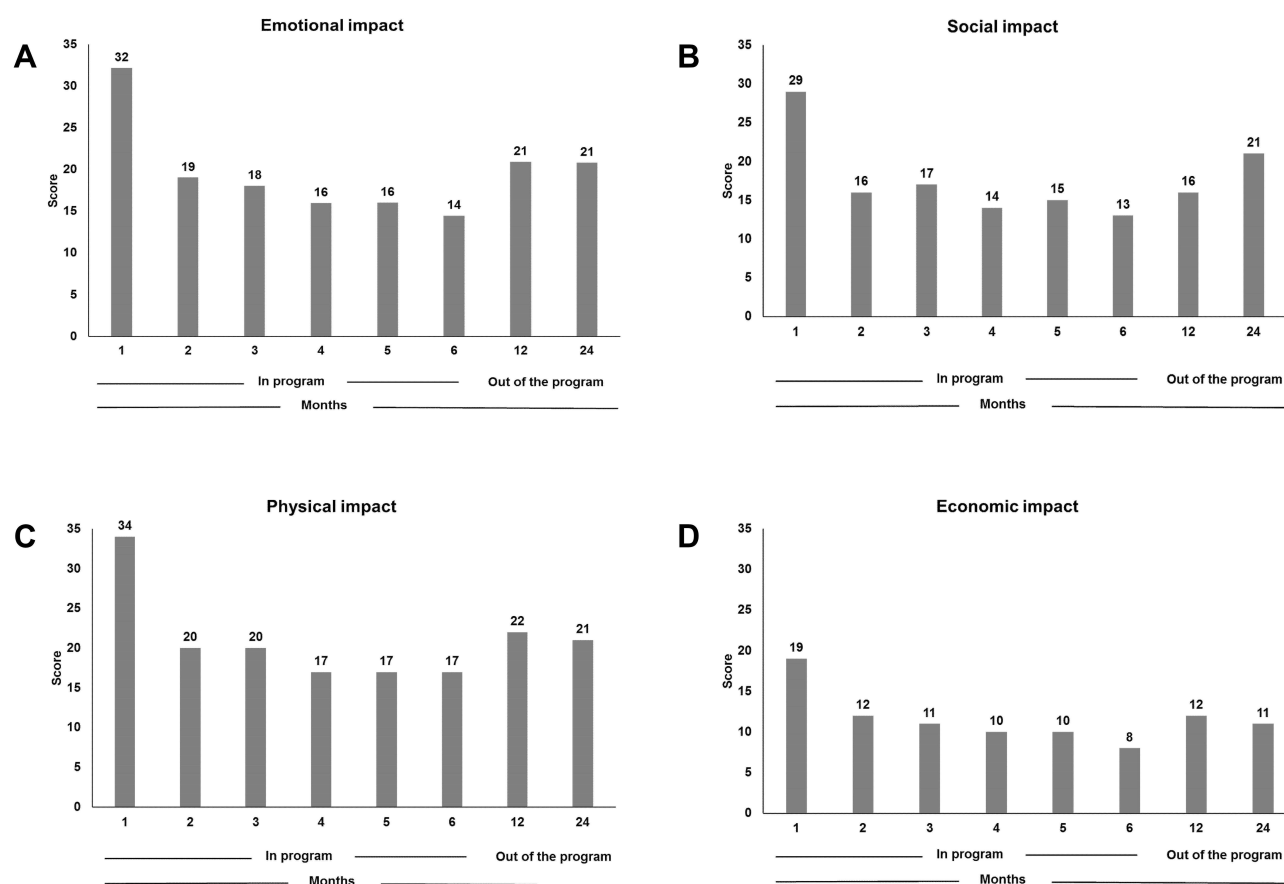 Emotional impact
A
35
30
25
20
15
10
5
0
Score
32
19
18
16
16
14
21
21
1 2 3 4 5 6 12 24
In program Out of the program
Months
Social impact
B
35
30
25
20
15
10
5
0
Score
29
16
17
14
15
13
16
21
1 2 3 4 5 6 12 24
In program Out of the program
Months
Physical impact
C
35
30
25
20
15
10
5
0
Score
34
20
20
17
17
17
22
21
1 2 3 4 5 6 12 24
In program Out of the program
Months
Economic impact
D
35
30
25
20
15
10
5
0
Score
19
12
11
10
10
8
12
11
1 2 3 4 5 6 12 24
In program Out of the program
Months